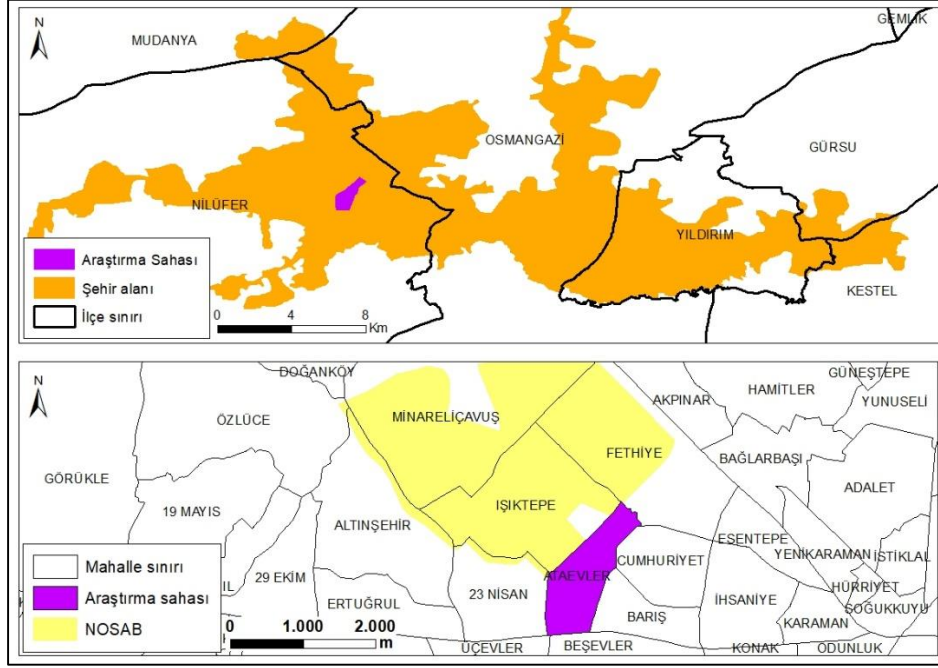 N
MUDANYA
GEMLİK
OSMANGAZİ
GÜRSU
NİLÜFER
YILDIRIM
KESTEL
Araştırma Sahası
Şehir alanı
İlçe sınırı
0 4 8
Km
N
DOĞANKÖY
GÜNEŞTEPE
HAMİTLER
YUNUSELİ
AKPINAR
MİNARELİÇAVUŞ
ÖZLÜCE
FETHİYE
BAĞLARBAŞI
GÖRÜKLE
ADALET
IŞIKTEPE
19 MAYIS
ALTINŞEHİR
ESENTEPE
YENİKARAMAN
İSTİKLAL
CUMHURİYET
ATAEVLER
29 EKİM
23 NİSAN
HÜRRİYET
İHSANİYE
SOĞUKKUYU
ERTUĞRUL
BARIŞ
KARAMAN
ÜÇEVLER
BEŞEVLER
KONAK
ODUNLUK
Mahalle sınırı
Araştırma sahası
NOSAB
0 1.000 2.000
m